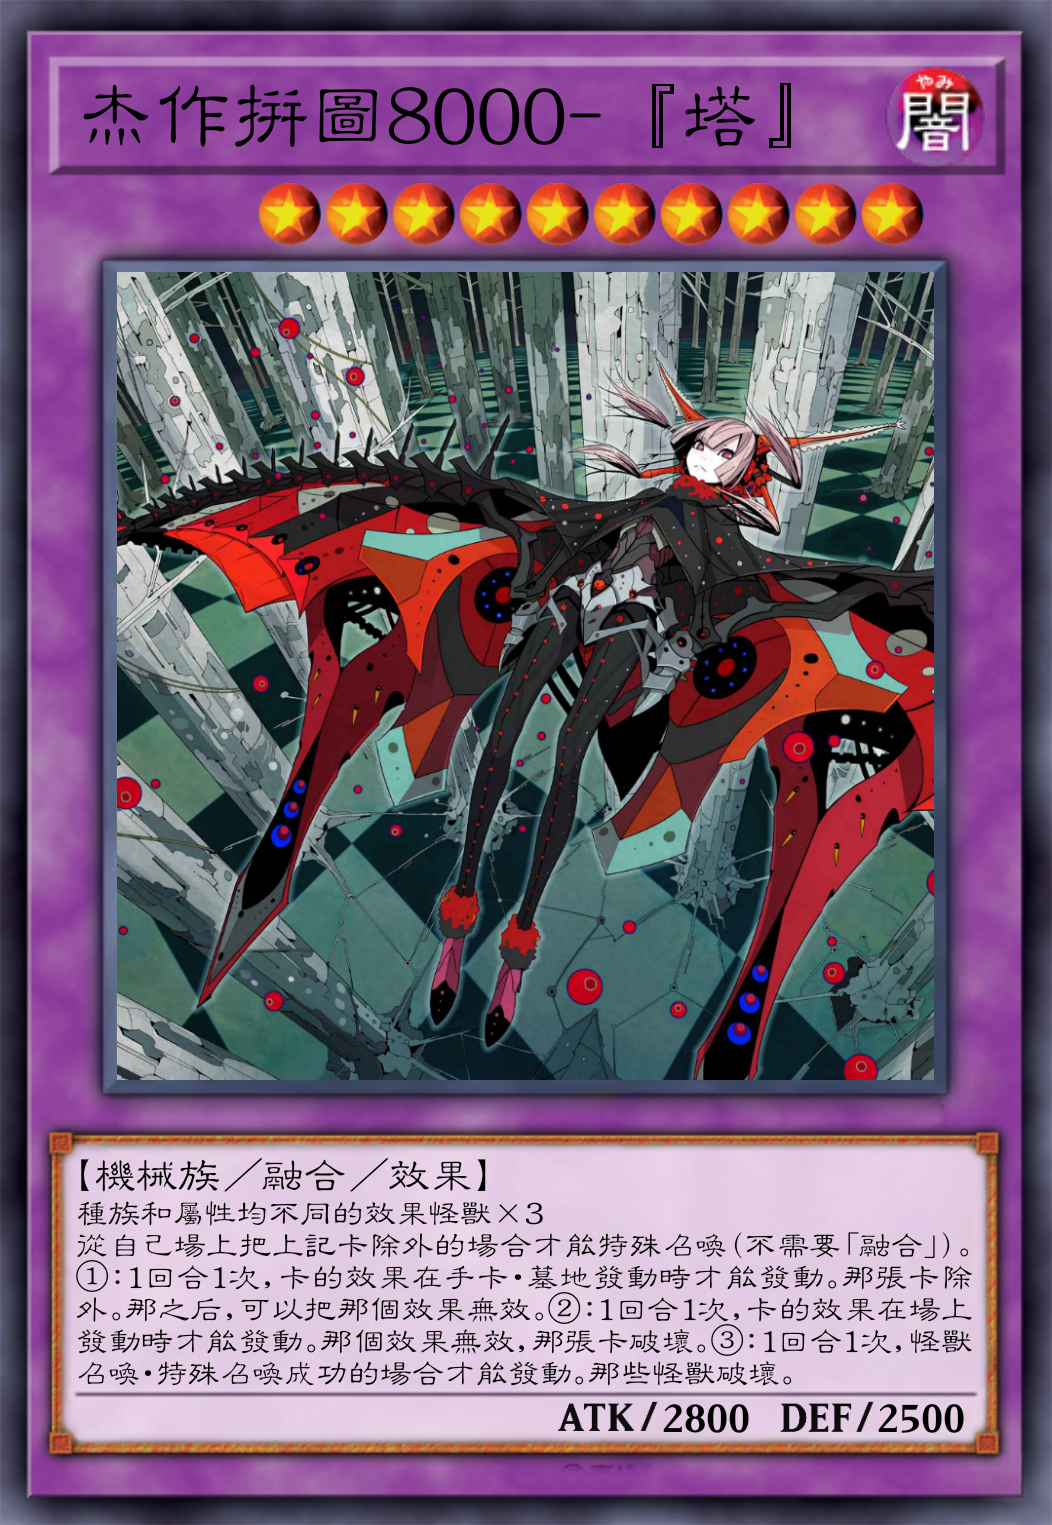 杰作拼圖8000-『塔』
やみ
闇
【機械族／融合／效果】
種族和屬性均不同的效果怪獸×3
從自己場上把上記卡除外的場合才能特殊召喚(不需要「融合」)。
①:1回合1次,卡的效果在手卡·墓地發動時才能發動。那張卡除
外。那之后,可以把那個效果無效。②:1回合1次,卡的效果在場上
發動時才能發動。那個效果無效,那張卡破壞。③:1回合1次,怪獸
召喚·特殊召喚成功的場合才能發動。那些怪獸破壞。
ATK/2800 DEF/2500